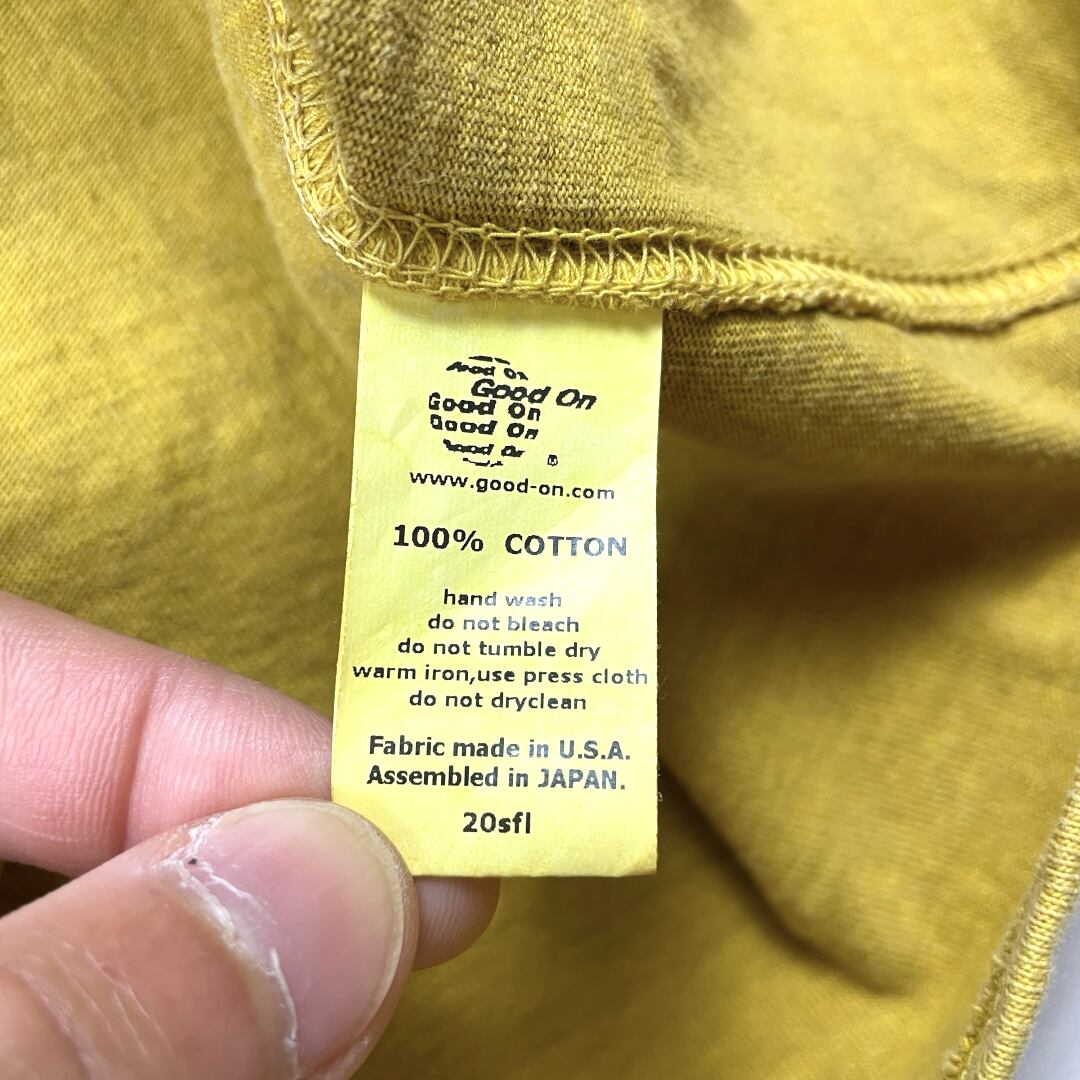 Good On
Good On
Good On
Good On
®
www.good-on.com
100% COTTON
hand wash
do not bleach
do not tumble dry
warm iron,use press cloth
do not dryclean
Fabric made in U.S.A.
Assembled in JAPAN.
20sfl